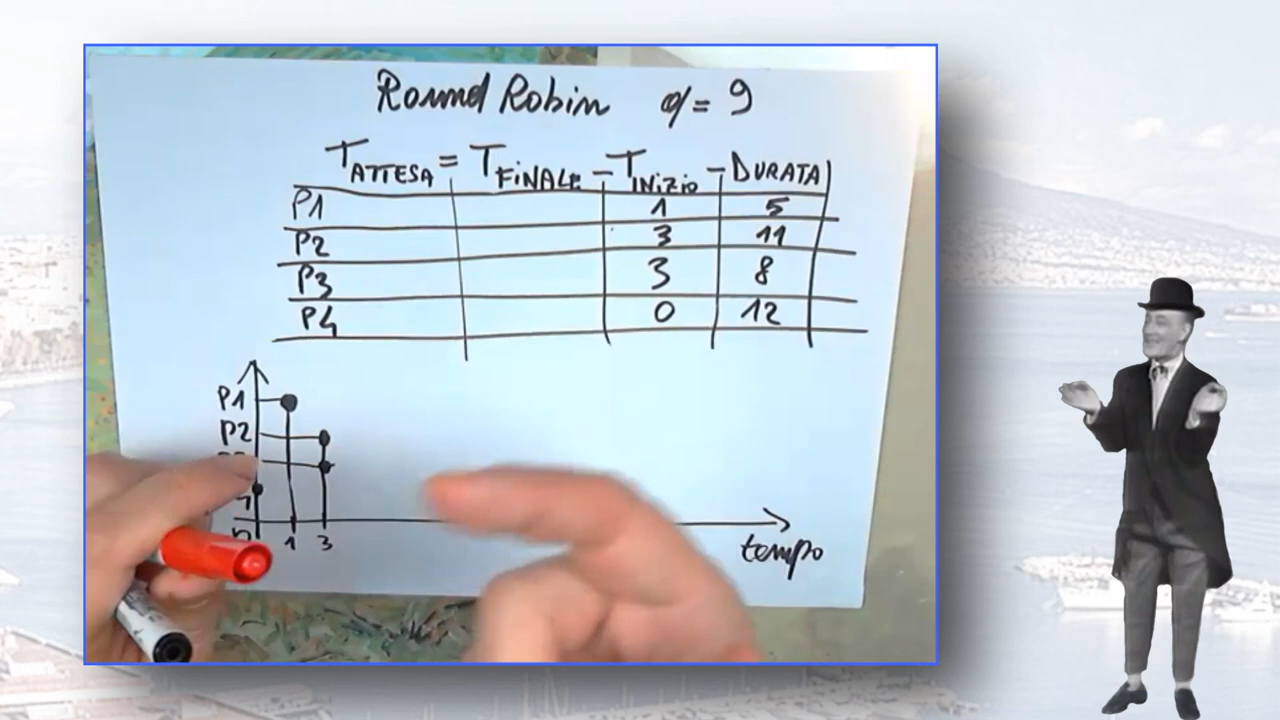 Round Robin q = 9
TATTESA = TFINALE - TINIZIO - DURATA
P1 1 5
P2 3 11
P3 3 8
P4 0 12
P1
P2
0 1 3
tempo